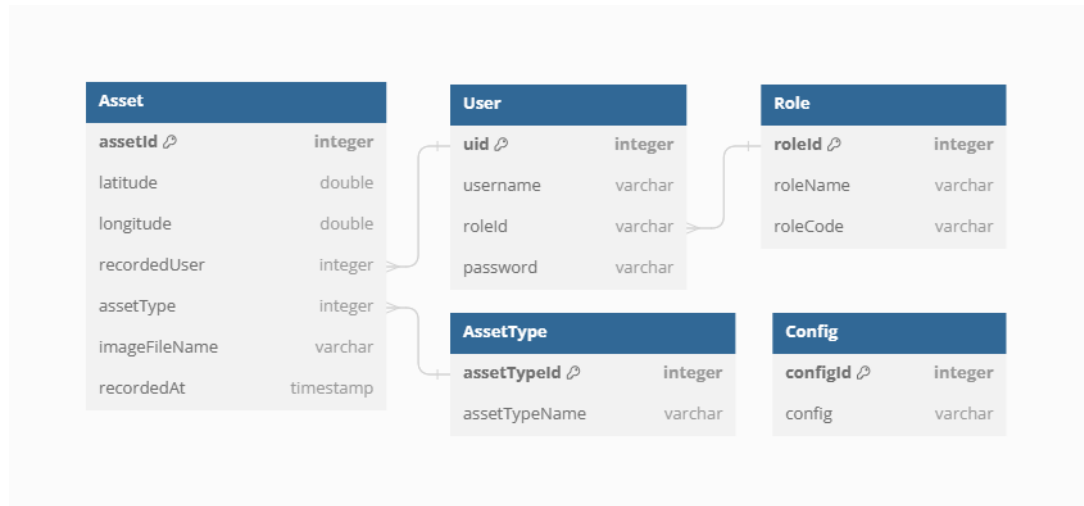 Asset
assetId integer
latitude double
longitude double
recordedUser integer
assetType integer
imageFileName varchar
recordedAt timestamp
User
uid integer
username varchar
roleId varchar
password varchar
Role
roleId integer
roleName varchar
roleCode varchar
AssetType
assetTypeId integer
assetTypeName varchar
Config
configId integer
config varchar